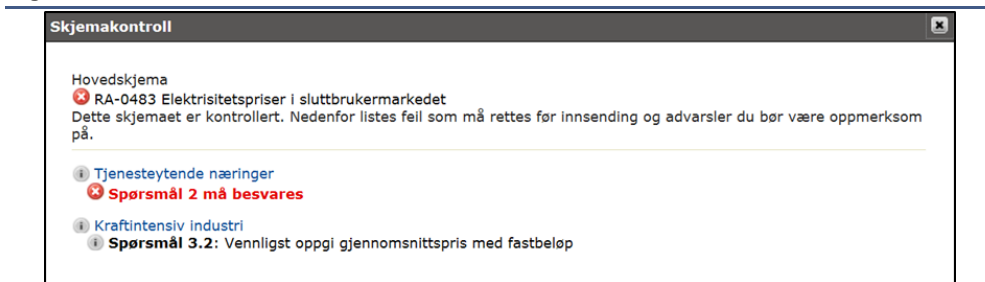 Skjemakontroll
Hovedskjema
RA-0483 Elektrisitetspriser i sluttbrukermarkedet
Dette skjemaet er kontrollert. Nedenfor listes feil som må rettes før innsending og advarsler du bør være oppmerksom
på.
Tjenesteytende næringer
Spørsmål 2 må besvares
Kraftintensiv industri
Spørsmål 3.2: Vennligst oppgi gjennomsnittspris med fastbeløp